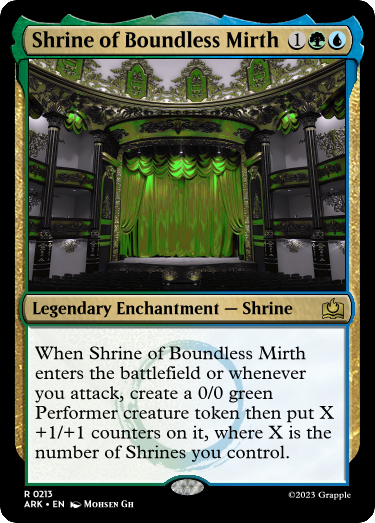 Shrine of Boundless Mirth 1
Legendary Enchantment — Shrine
When Shrine of Boundless Mirth
enters the battlefield or whenever
you attack, create a 0/0 green
Performer creature token then put X
+1/+1 counters on it, where X is the
number of Shrines you control.
R 0213
ARK • EN Mohsen Gh
©2023 Grapple